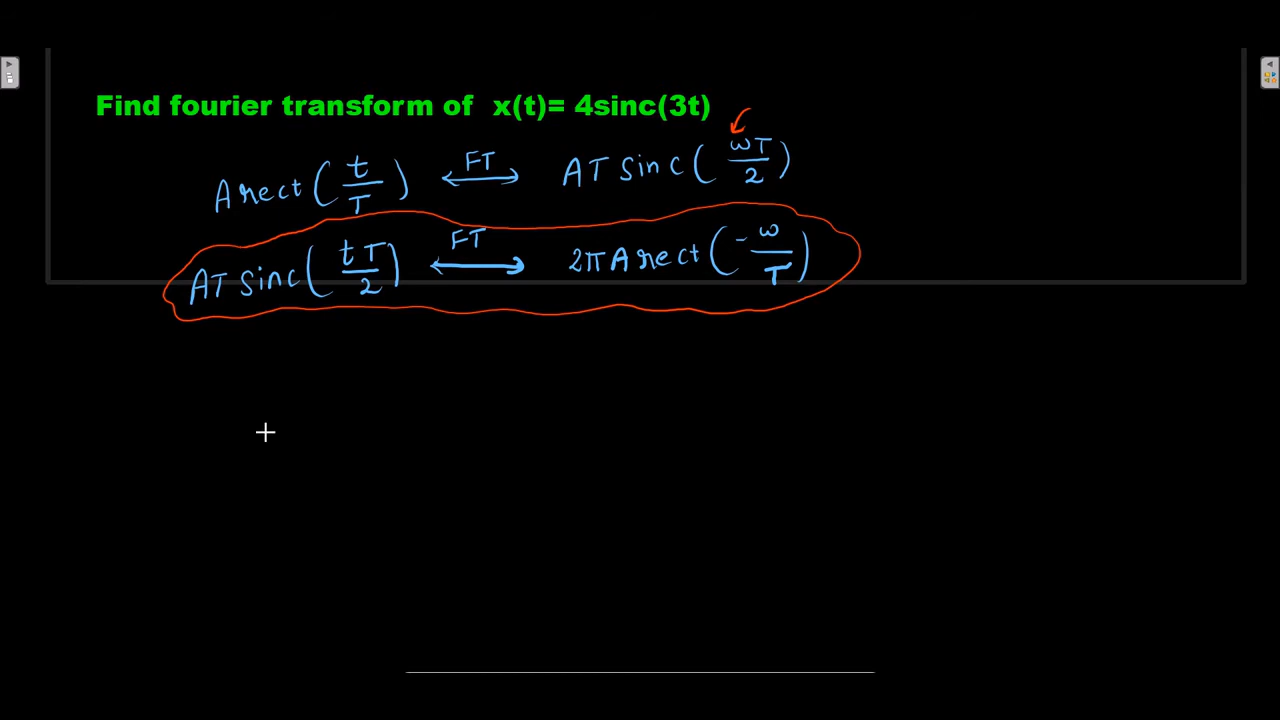 Find fourier transform of x(t)= 4sinc(3t)
A rect(t/T) <--FT--> AT sinc(ωT/2)
AT sinc(tT/2) <--FT--> 2πA rect(-ω/T)